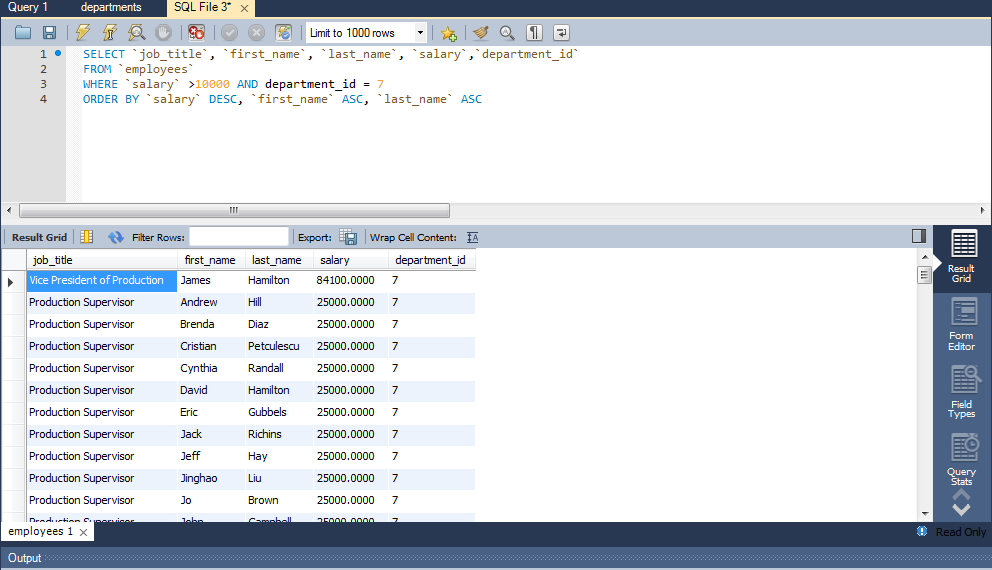 Query 1 departments SQL File 3* ×
Limit to 1000 rows
1 SELECT `job_title`, `first_name`, `last_name`, `salary`,`department_id`
2 FROM `employees`
3 WHERE `salary` >10000 AND department_id = 7
4 ORDER BY `salary` DESC, `first_name` ASC, `last_name` ASC
Result Grid Filter Rows: Export: Wrap Cell Content:
job_title first_name last_name salary department_id
Vice President of Production James Hamilton 84100.0000 7
Production Supervisor Andrew Hill 25000.0000 7
Production Supervisor Brenda Diaz 25000.0000 7
Production Supervisor Cristian Petculescu 25000.0000 7
Production Supervisor Cynthia Randall 25000.0000 7
Production Supervisor David Hamilton 25000.0000 7
Production Supervisor Eric Gubbels 25000.0000 7
Production Supervisor Jack Richins 25000.0000 7
Production Supervisor Jeff Hay 25000.0000 7
Production Supervisor Jinghao Liu 25000.0000 7
Production Supervisor Jo Brown 25000.0000 7
Production Supervisor John Campbell 25000.0000 7
Result
Grid
Form
Editor
Field
Types
Query
Stats
employees 1 × Read Only
Output